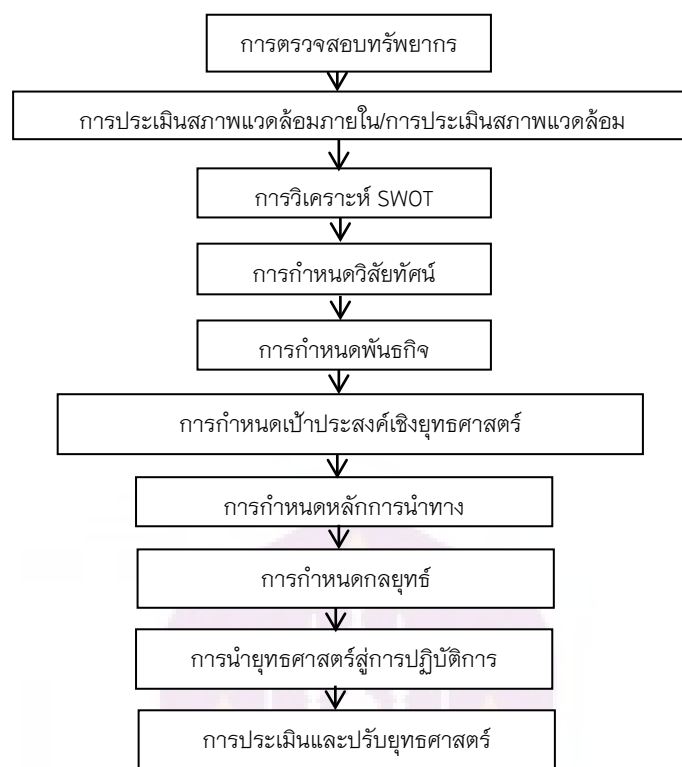 การตรวจสอบทรัพยากร
การประเมินสภาพแวดล้อมภายใน/การประเมินสภาพแวดล้อม
การวิเคราะห์ SWOT
การกำหนดวิสัยทัศน์
การกำหนดพันธกิจ
การกำหนดเป้าประสงค์เชิงยุทธศาสตร์
การกำหนดหลักการนำทาง
การกำหนดกลยุทธ์
การนำยุทธศาสตร์สู่การปฏิบัติการ
การประเมินและปรับยุทธศาสตร์